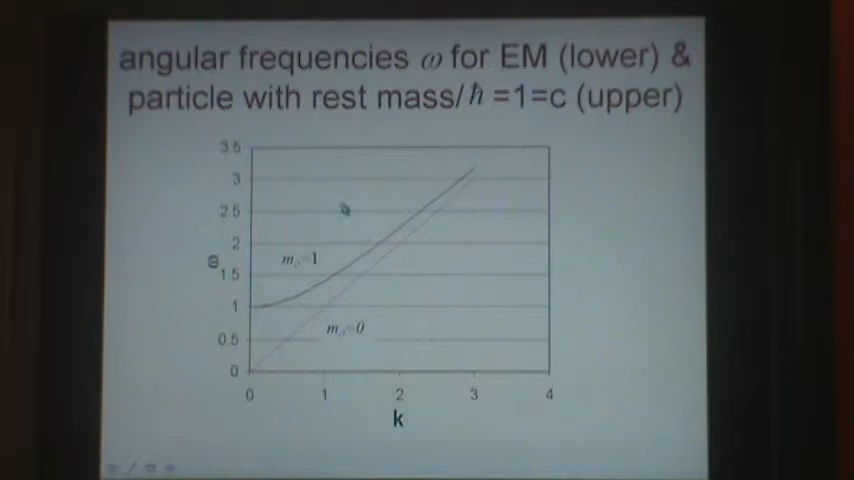 angular frequencies ω for EM (lower) &
particle with rest mass/ħ =1=c (upper)
3.5
3
2.5
2
1.5
1
0.5
0
ω
m₀=1
m₀=0
0 1 2 3 4
k